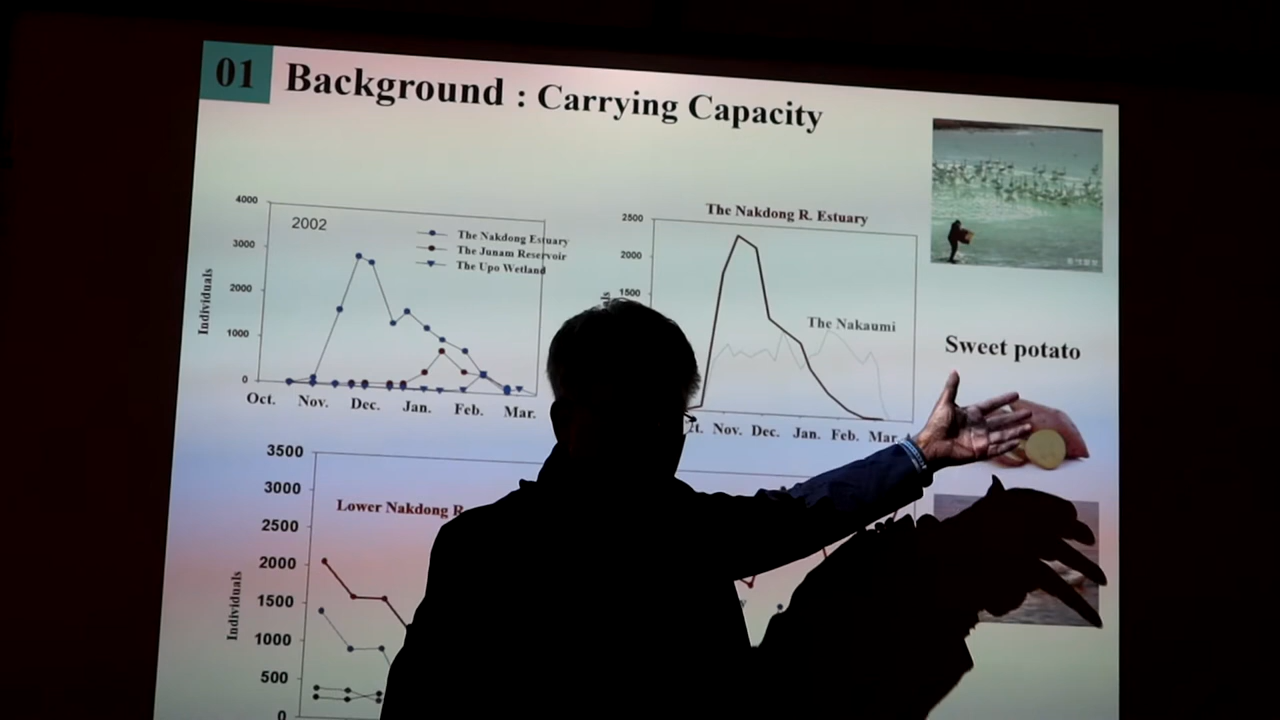 01 Background : Carrying Capacity
4000
3000
2000
1000
0
Individuals
2002
The Nakdong Estuary
The Junam Reservoir
The Upo Wetland
Oct. Nov. Dec. Jan. Feb. Mar.
The Nakdong R. Estuary
2500
2000
1500
The Nakaumi
Nov. Dec. Jan. Feb. Mar.
Sweet potato
3500
3000
2500
2000
1500
1000
500
0
Individuals
Lower Nakdong R